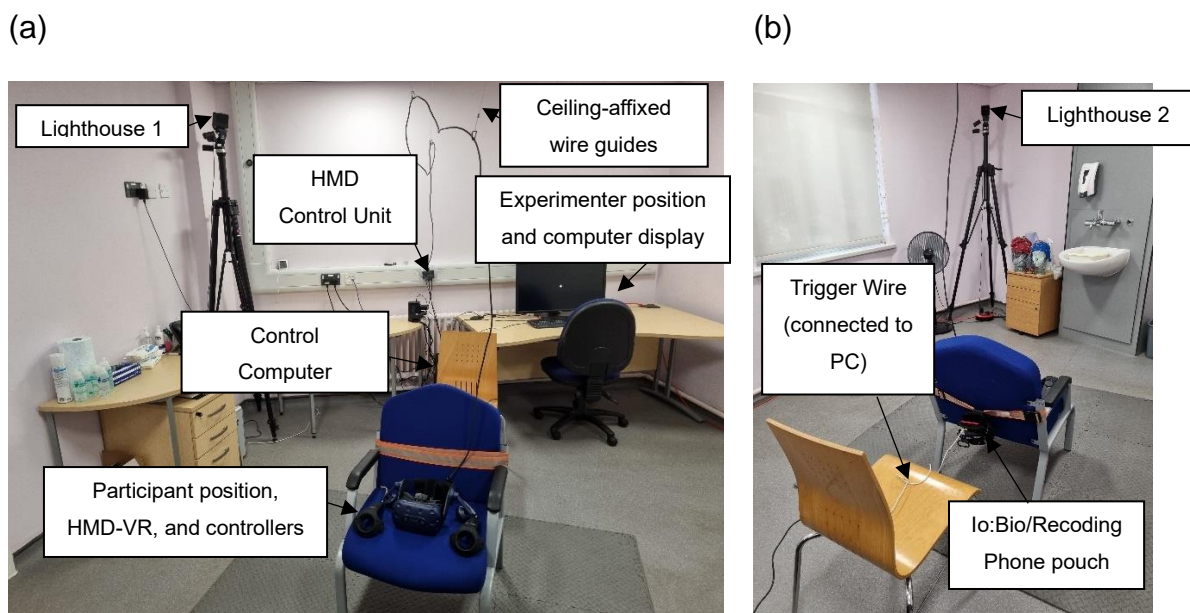 (a)
(b)
Lighthouse 1
Ceiling-affixed
wire guides
HMD
Control Unit
Experimenter position
and computer display
Control
Computer
Participant position,
HMD-VR, and controllers
Lighthouse 2
Trigger Wire
(connected to
PC)
Io:Bio/Recoding
Phone pouch